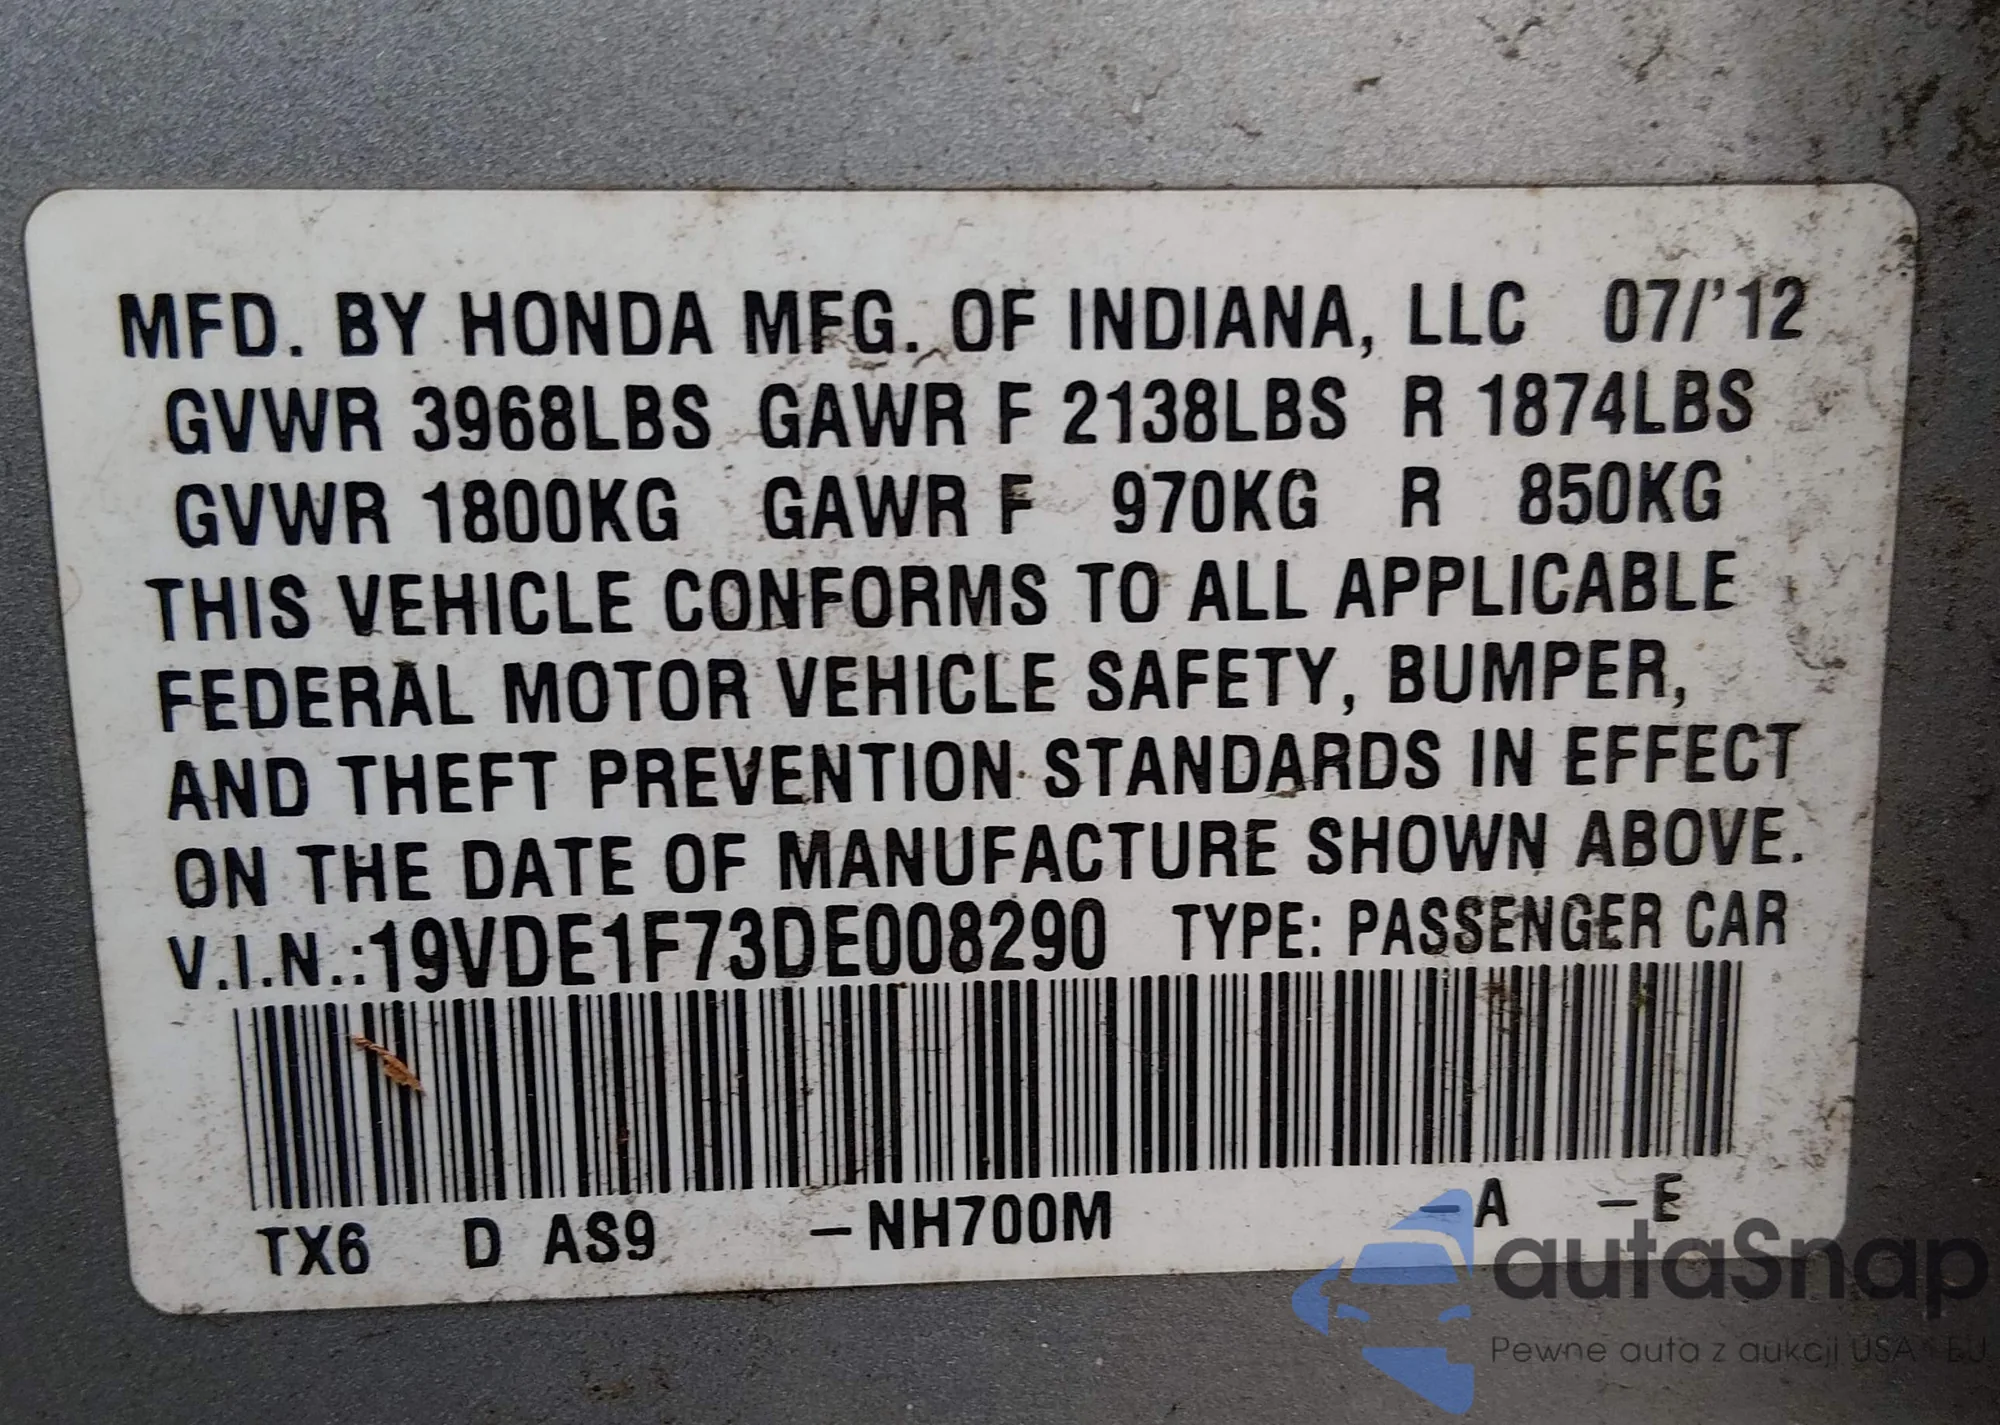 MFD. BY HONDA MFG. OF INDIANA, LLC 07/'12
GVWR 3968LBS GAWR F 2138LBS R 1874LBS
GVWR 1800KG GAWR F 970KG R 850KG
THIS VEHICLE CONFORMS TO ALL APPLICABLE
FEDERAL MOTOR VEHICLE SAFETY, BUMPER,
AND THEFT PREVENTION STANDARDS IN EFFECT
ON THE DATE OF MANUFACTURE SHOWN ABOVE.
V.I.N.:19VDE1F73DE008290 TYPE: PASSENGER CAR
TX6 D AS9 –NH700M –A –E
autaSnap
Pewne auta z aukcji USA i EU